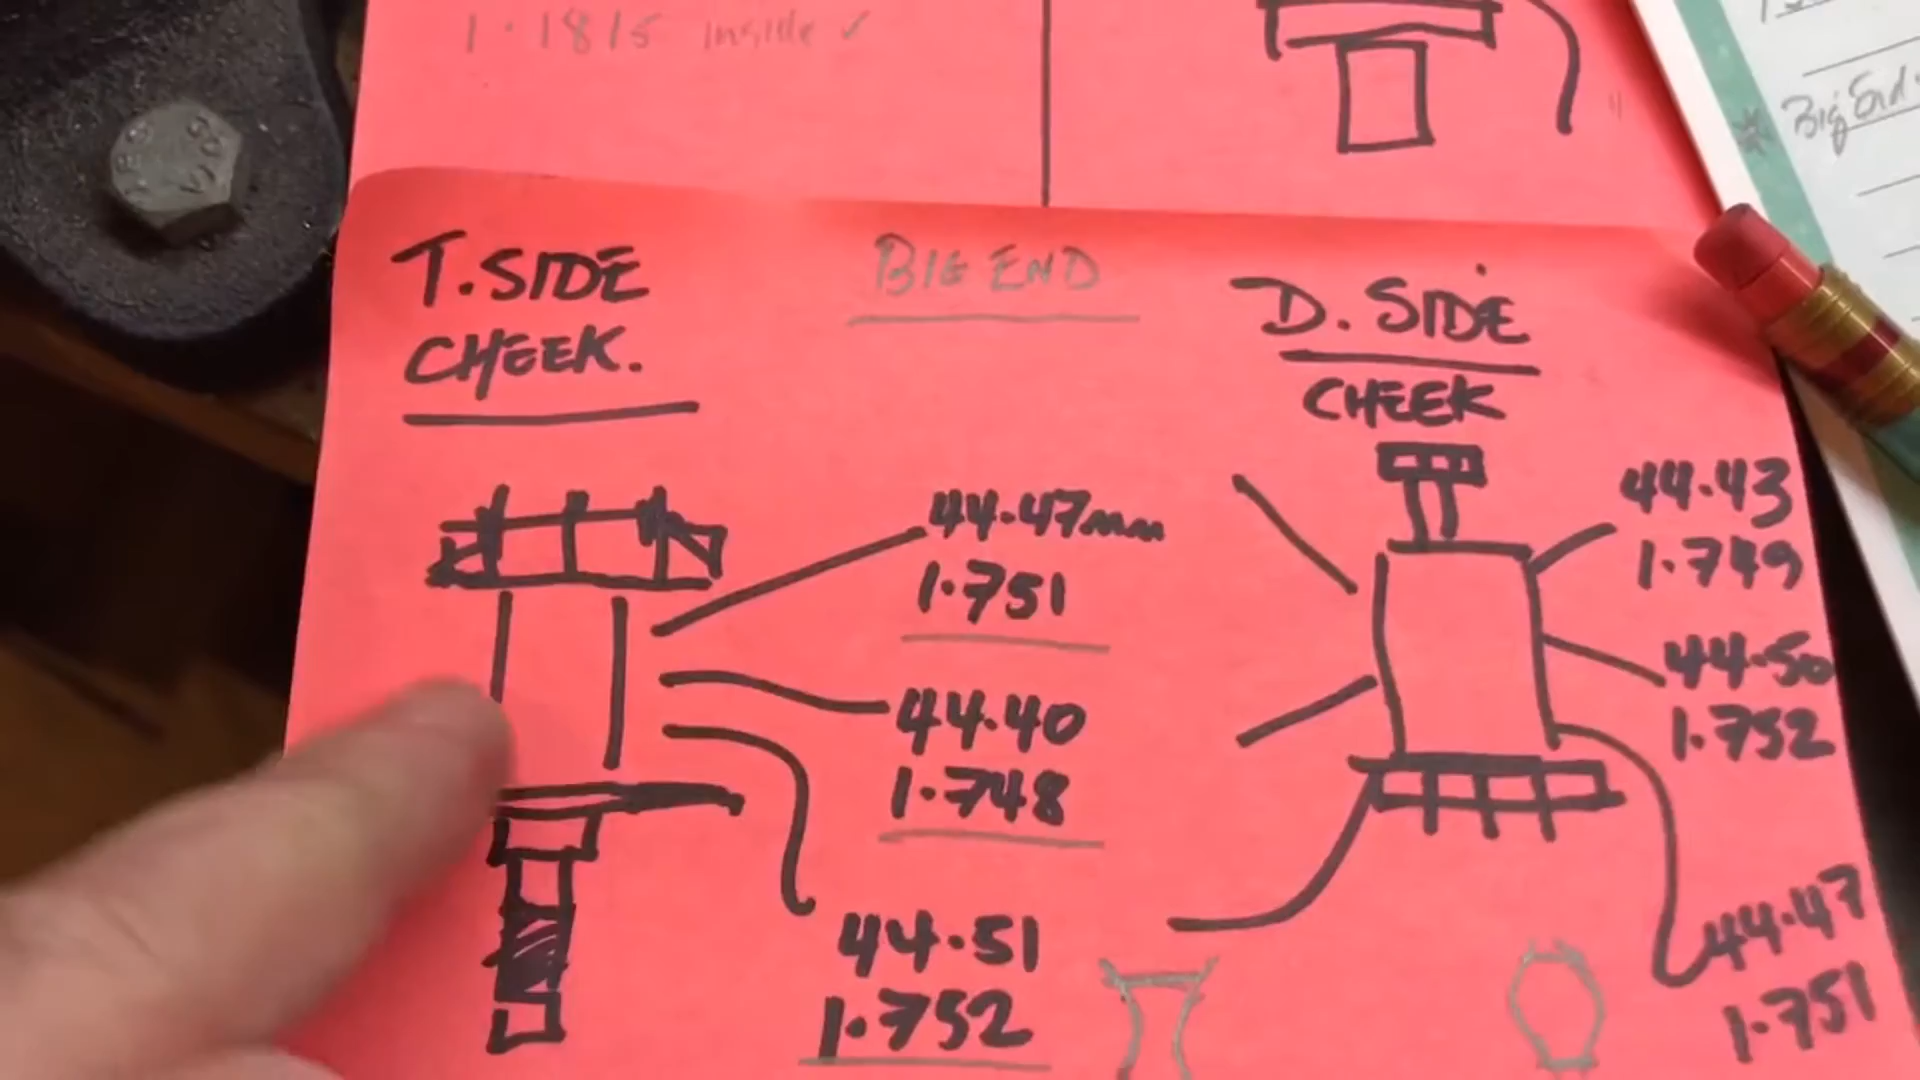 1.1815 inside ✓
Big End
T. SIDE
CHEEK.
BIG END
D. SIDE
CHEEK
44.47mm
1.751
44.40
1.748
44.51
1.752
44.43
1.749
44.50
1.752
44.47
1.751